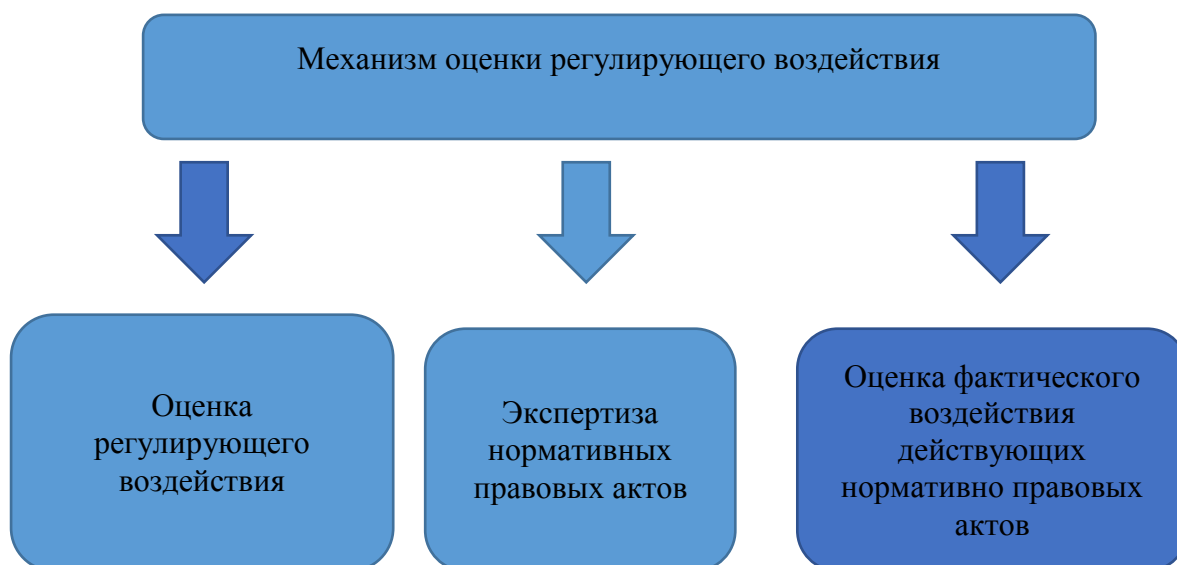 Механизм оценки регулирующего воздействия
Оценка
регулирующего
воздействия
Экспертиза
нормативных
правовых актов
Оценка фактического
воздействия
действующих
нормативно правовых
актов